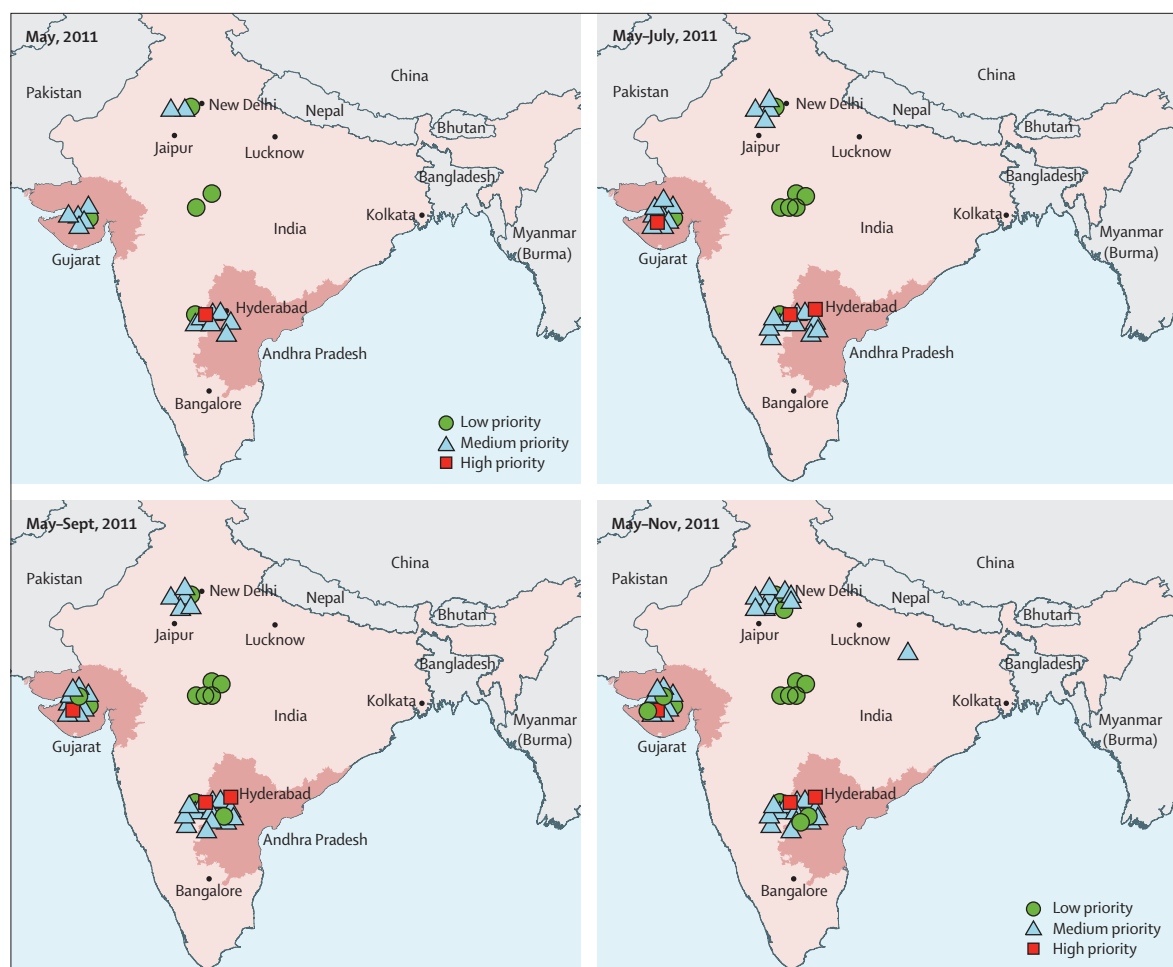 May, 2011
China
Pakistan
New Delhi
Nepal
Bhutan
Jaipur
Lucknow
Bangladesh
Kolkata
India
Myanmar
(Burma)
Gujarat
Hyderabad
Andhra Pradesh
Bangalore
Low priority
Medium priority
High priority
May–July, 2011
China
Pakistan
New Delhi
Nepal
Bhutan
Jaipur
Lucknow
Bangladesh
Kolkata
India
Myanmar
(Burma)
Gujarat
Hyderabad
Andhra Pradesh
Bangalore
May–Sept, 2011
China
Pakistan
New Delhi
Nepal
Bhutan
Jaipur
Lucknow
Bangladesh
Kolkata
India
Myanmar
(Burma)
Gujarat
Hyderabad
Andhra Pradesh
Bangalore
May–Nov, 2011
China
Pakistan
New Delhi
Nepal
Bhutan
Jaipur
Lucknow
Bangladesh
Kolkata
India
Myanmar
(Burma)
Gujarat
Hyderabad
Andhra Pradesh
Bangalore
Low priority
Medium priority
High priority